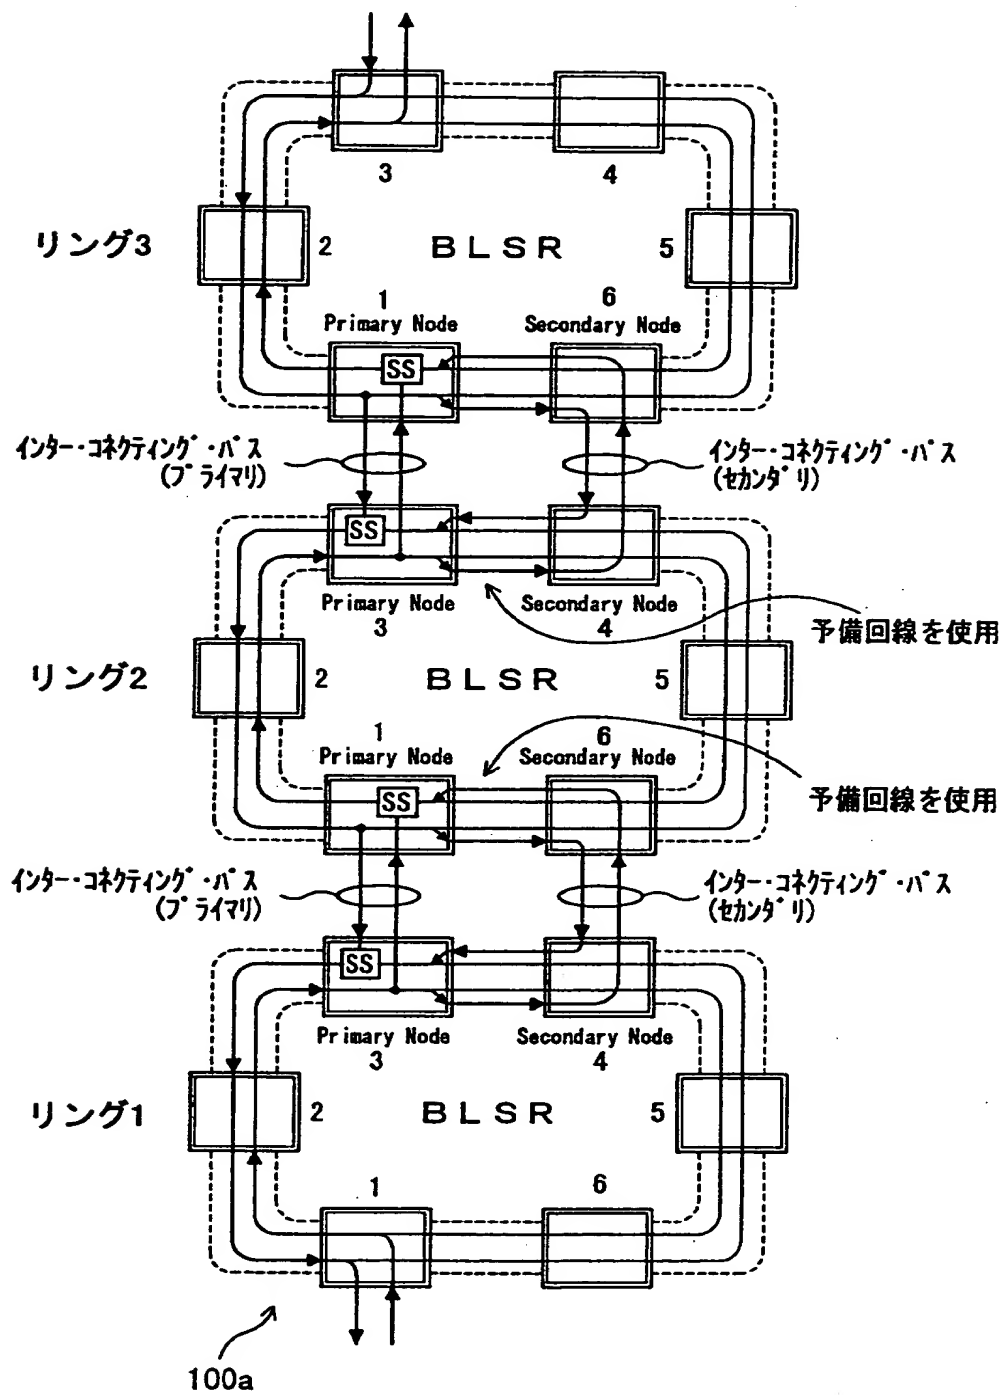 3
4
リング3
2
BLSR
5
1
6
Primary Node
Secondary Node
SS
インター・コネクティング・パス
(プライマリ)
インター・コネクティング・パス
(セカンダリ)
SS
Primary Node
Secondary Node
3
4
予備回線を使用
リング2
2
BLSR
5
1
6
Primary Node
Secondary Node
SS
予備回線を使用
インター・コネクティング・パス
(プライマリ)
インター・コネクティング・パス
(セカンダリ)
SS
Primary Node
Secondary Node
3
4
リング1
2
BLSR
5
1
6
100a